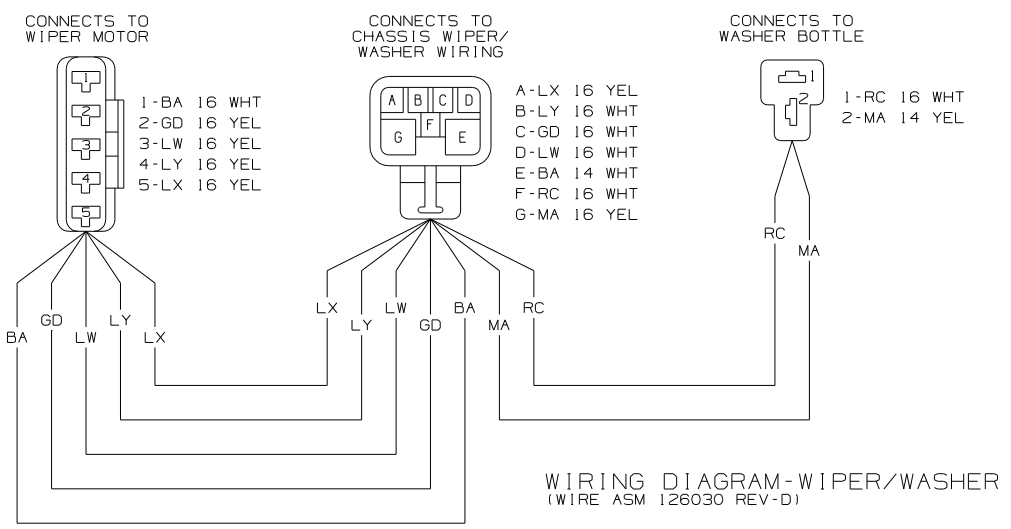 CONNECTS TO
WIPER MOTOR
1
2
3
4
5
1-BA 16 WHT
2-GD 16 YEL
3-LW 16 YEL
4-LY 16 YEL
5-LX 16 YEL
CONNECTS TO
CHASSIS WIPER/
WASHER WIRING
A B C D
F
G E
A-LX 16 YEL
B-LY 16 WHT
C-GD 16 WHT
D-LW 16 WHT
E-BA 14 WHT
F-RC 16 WHT
G-MA 16 YEL
CONNECTS TO
WASHER BOTTLE
1
2
1-RC 16 WHT
2-MA 14 YEL
BA
GD
LW
LY
LX
LX
LY
LW
GD
BA
MA
RC
RC
MA
WIRING DIAGRAM-WIPER/WASHER
(WIRE ASM 126030 REV-D)